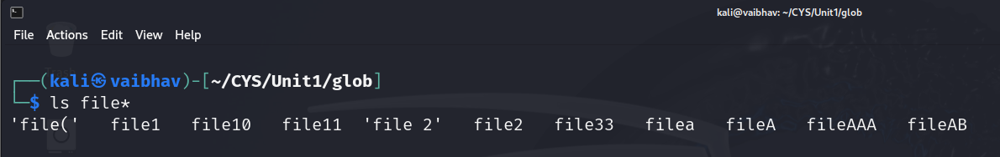 kali@vaibhav: ~/CYS/Unit1/glob
File Actions Edit View Help
┌──(kali㉿vaibhav)-[~/CYS/Unit1/glob]
└─$ ls file*
'file(' file1 file10 file11 'file 2' file2 file33 filea fileA fileAAA fileAB